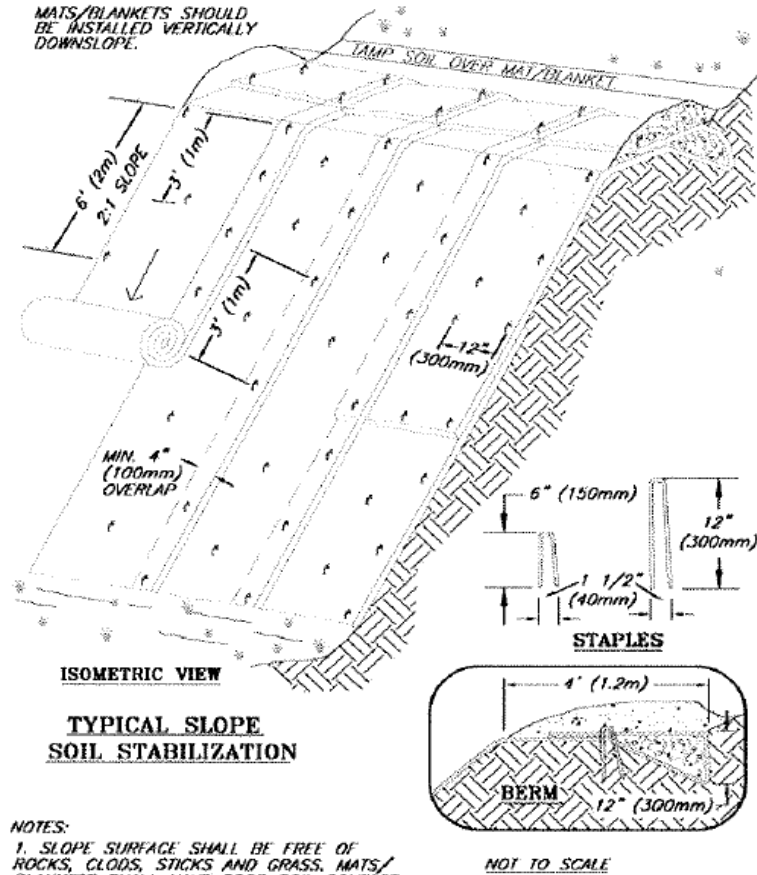 MATS/BLANKETS SHOULD
BE INSTALLED VERTICALLY
DOWNSLOPE.
TAMP SOIL OVER MAT/BLANKET
6' (2m)
2:1 SLOPE
3' (1m)
3' (1m)
12"
(300mm)
MIN. 4"
(100mm)
OVERLAP
6" (150mm)
12"
(300mm)
1 1/2"
(40mm)
STAPLES
ISOMETRIC VIEW
TYPICAL SLOPE
SOIL STABILIZATION
4' (1.2m)
BERM
12" (300mm)
NOTES:
1. SLOPE SURFACE SHALL BE FREE OF
ROCKS, CLODS, STICKS AND GRASS. MATS/
NOT TO SCALE